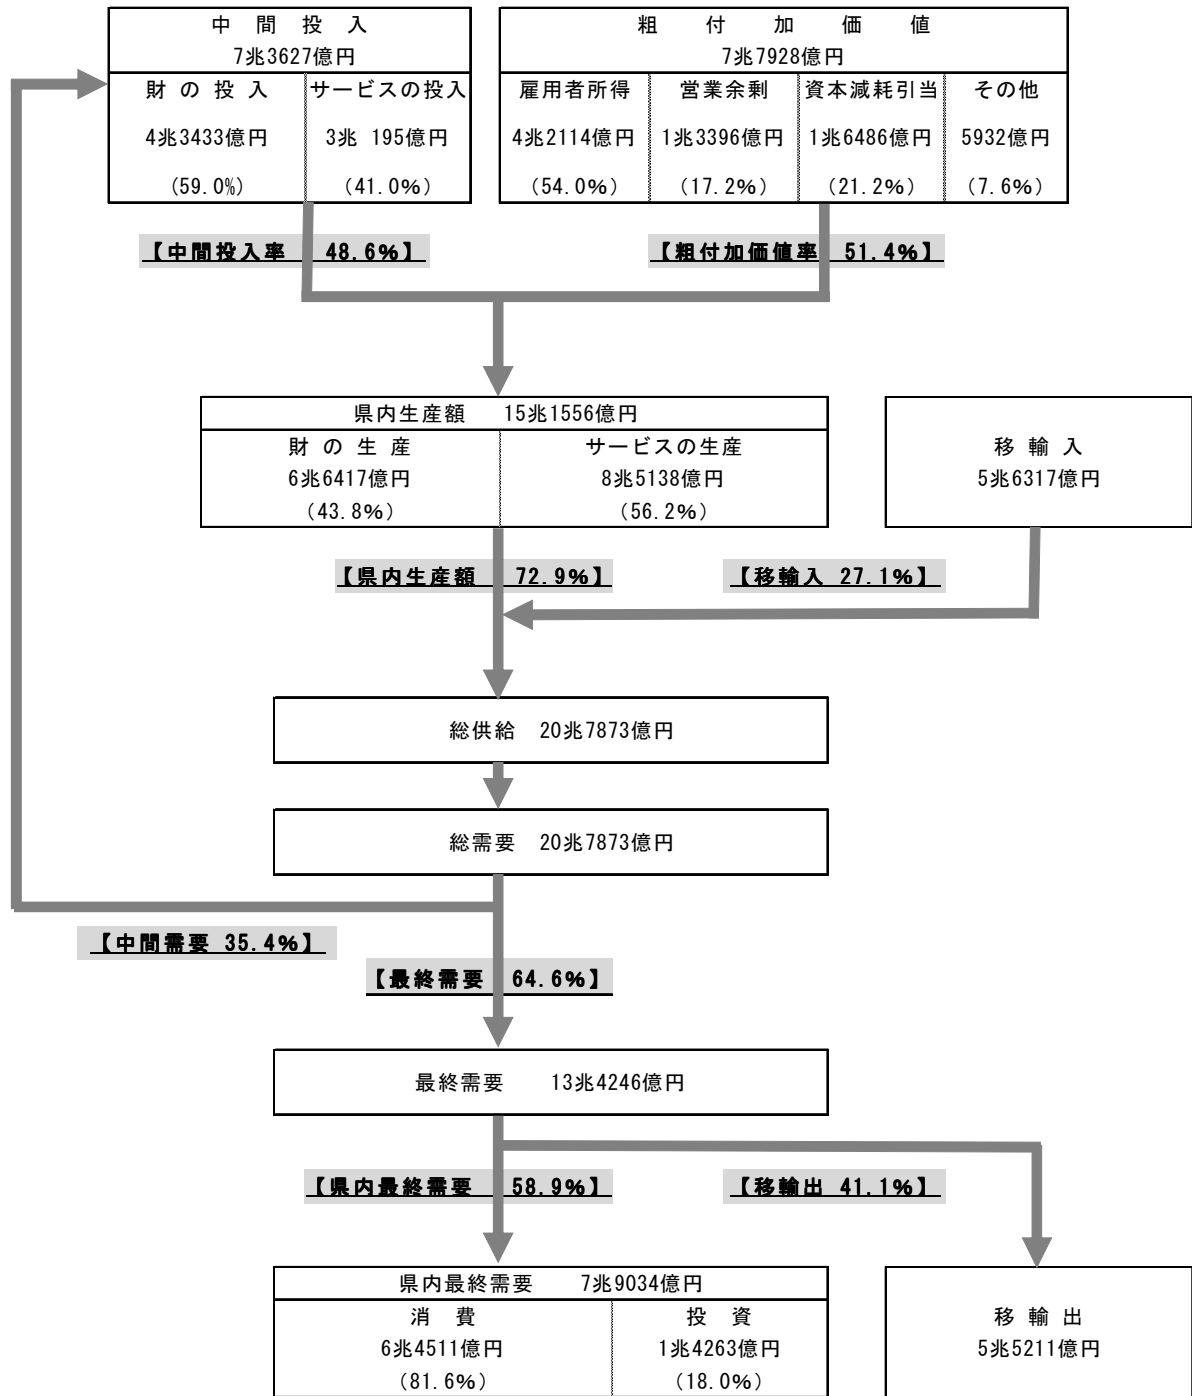 中間投入
7兆3627億円
財の投入 サービスの投入
4兆3433億円 3兆 195億円
(59.0%) (41.0%)
粗付加価値
7兆7928億円
雇用者所得 営業余剰 資本減耗引当 その他
4兆2114億円 1兆3396億円 1兆6486億円 5932億円
(54.0%) (17.2%) (21.2%) (7.6%)
【中間投入率 48.6%】 【粗付加価値率 51.4%】
県内生産額 15兆1556億円
財の生産 サービスの生産
6兆6417億円 8兆5138億円
(43.8%) (56.2%)
移輸入
5兆6317億円
【県内生産額 72.9%】 【移輸入 27.1%】
総供給 20兆7873億円
総需要 20兆7873億円
【中間需要 35.4%】
【最終需要 64.6%】
最終需要 13兆4246億円
【県内最終需要 58.9%】 【移輸出 41.1%】
県内最終需要 7兆9034億円
消費 投資
6兆4511億円 1兆4263億円
(81.6%) (18.0%)
移輸出
5兆5211億円